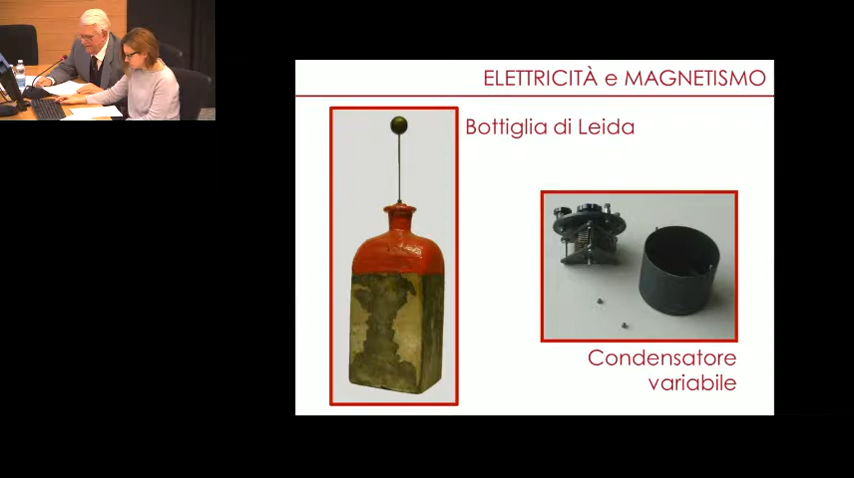 ELETTRICITÀ e MAGNETISMO
Bottiglia di Leida
Condensatore
variabile